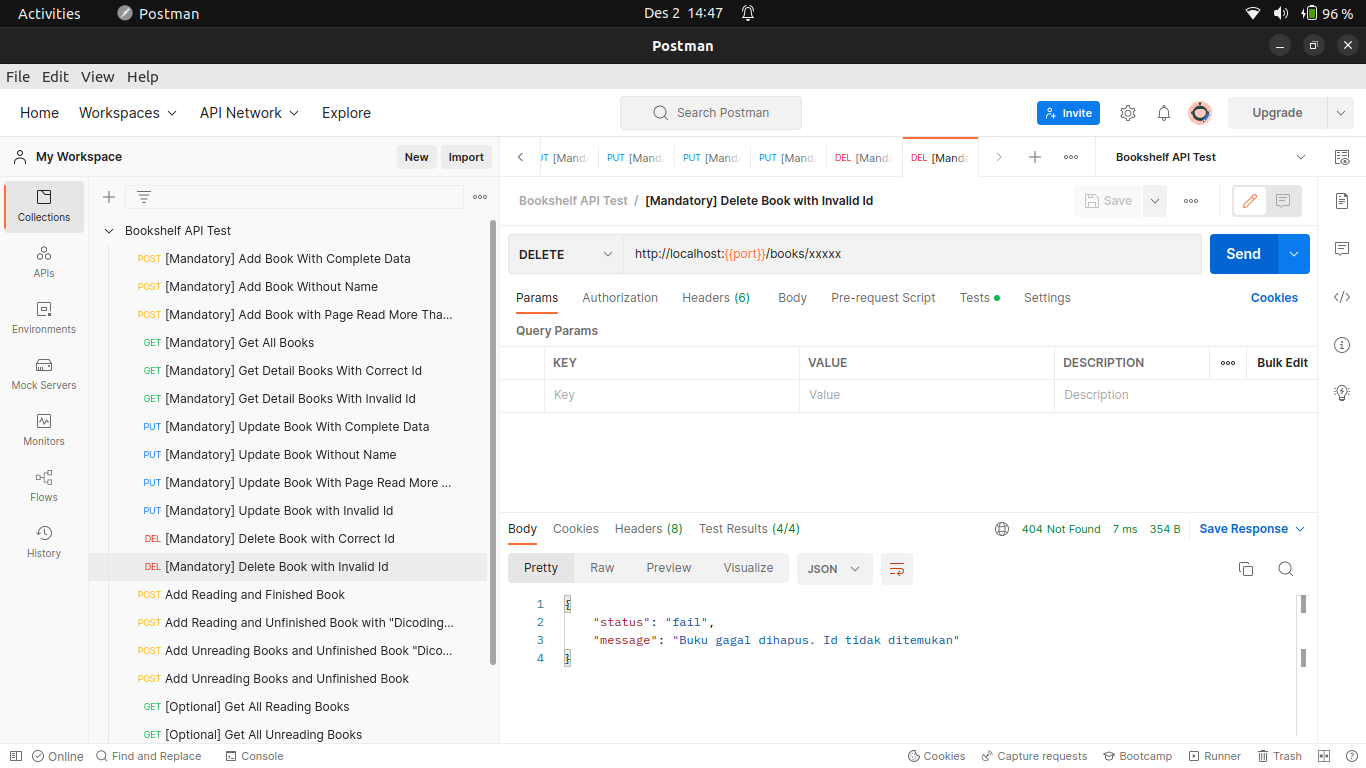 Activities Postman Des 2 14:47 96 %
Postman
File Edit View Help
Home Workspaces API Network Explore Search Postman Invite Upgrade
My Workspace New Import
PUT [Mand PUT [Mand PUT [Mand DEL [Manda DEL [Manda Bookshelf API Test
Collections
APIs
Environments
Mock Servers
Monitors
Flows
History
Bookshelf API Test
POST [Mandatory] Add Book With Complete Data
POST [Mandatory] Add Book Without Name
POST [Mandatory] Add Book with Page Read More Tha...
GET [Mandatory] Get All Books
GET [Mandatory] Get Detail Books With Correct Id
GET [Mandatory] Get Detail Books With Invalid Id
PUT [Mandatory] Update Book With Complete Data
PUT [Mandatory] Update Book Without Name
PUT [Mandatory] Update Book With Page Read More ...
PUT [Mandatory] Update Book with Invalid Id
DEL [Mandatory] Delete Book with Correct Id
DEL [Mandatory] Delete Book with Invalid Id
POST Add Reading and Finished Book
POST Add Reading and Unfinished Book with "Dicoding...
POST Add Unreading Books and Unfinished Book "Dico...
POST Add Unreading Books and Unfinished Book
GET [Optional] Get All Reading Books
GET [Optional] Get All Unreading Books
Bookshelf API Test / [Mandatory] Delete Book with Invalid Id Save
DELETE http://localhost:{{port}}/books/xxxxx Send
Params Authorization Headers (6) Body Pre-request Script Tests Settings Cookies
Query Params
KEY VALUE DESCRIPTION Bulk Edit
Key Value Description
Body Cookies Headers (8) Test Results (4/4) 404 Not Found 7 ms 354 B Save Response
Pretty Raw Preview Visualize JSON
1 {
2 "status": "fail",
3 "message": "Buku gagal dihapus. Id tidak ditemukan"
4 }
Online Find and Replace Console Cookies Capture requests Bootcamp Runner Trash